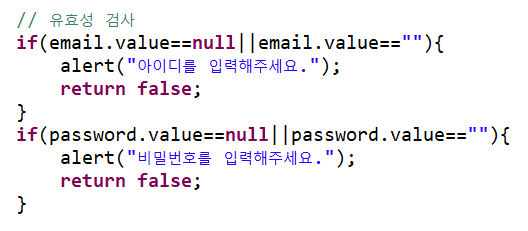 // 유효성 검사
if(email.value==null||email.value==""){
    alert("아이디를 입력해주세요.");
    return false;
}
if(password.value==null||password.value==""){
    alert("비밀번호를 입력해주세요.");
    return false;
}